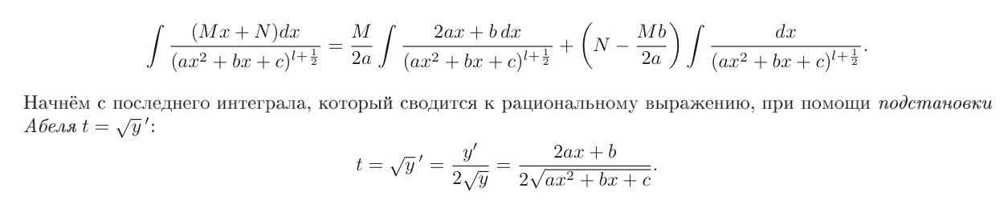 \int \frac{(Mx + N)dx}{(ax^2 + bx + c)^{l+\frac{1}{2}}} = \frac{M}{2a} \int \frac{2ax + b\,dx}{(ax^2 + bx + c)^{l+\frac{1}{2}}} + \left(N - \frac{Mb}{2a}\right) \int \frac{dx}{(ax^2 + bx + c)^{l+\frac{1}{2}}}.
Начнём с последнего интеграла, который сводится к рациональному выражению, при помощи подстановки
Абеля t = \sqrt{y}\,':
t = \sqrt{y}\,' = \frac{y'}{2\sqrt{y}} = \frac{2ax + b}{2\sqrt{ax^2 + bx + c}}.